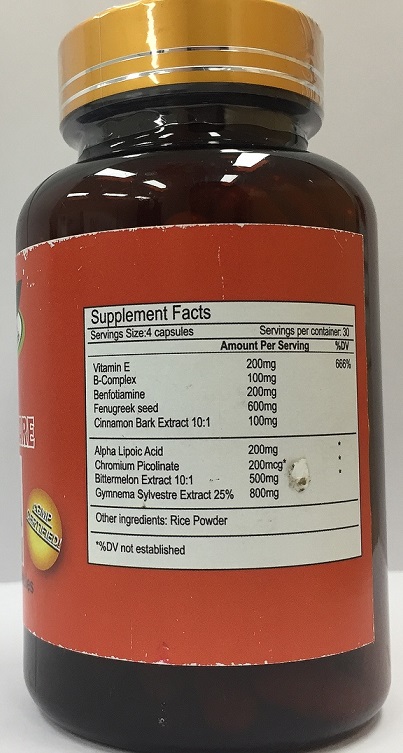 Supplement Facts
Servings Size:4 capsules Servings per container: 30
Amount Per Serving %DV
Vitamin E 200mg 666%
B-Complex 100mg
Benfotiamine 200mg
Fenugreek seed 600mg
Cinnamon Bark Extract 10:1 100mg
Alpha Lipoic Acid 200mg *
Chromium Picolinate 200mcg* *
Bittermelon Extract 10:1 500mg *
Gymnema Sylvestre Extract 25% 800mg
Other ingredients: Rice Powder
*%DV not established
CERTIFIED!